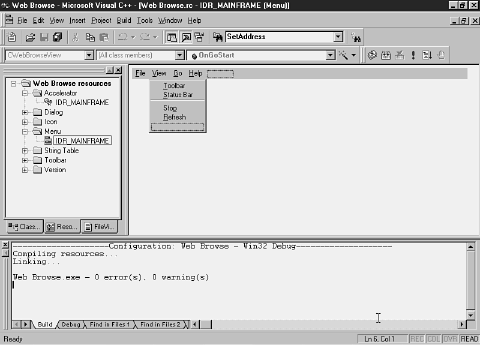 Web Browse - Microsoft Visual C++ - [Web Browse.rc - IDR_MAINFRAME (Menu)]
File Edit View Insert Project Build Tools Window Help
SetAddress
CWebBrowseView (All class members) OnGoStart
Web Browse resources
Accelerator
IDR_MAINFRAME
Dialog
Icon
Menu
IDR_MAINFRAME
String Table
Toolbar
Version
Class... Reso... FileVi...
File View Go Help
Toolbar
Status Bar
Stop
Refresh
--------------------Configuration: Web Browse - Win32 Debug--------------------
Compiling resources...
Linking...
Web Browse.exe - 0 error(s), 0 warning(s)
Build Debug Find in Files 1 Find in Files 2
Ready Ln 6, Col 1 REC COL OVR READ